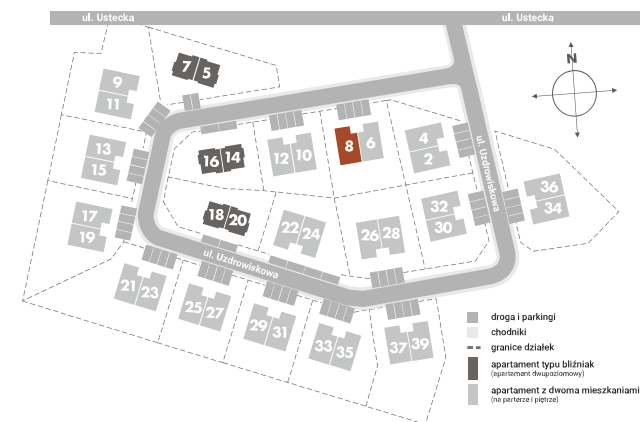 ul. Ustecka
ul. Ustecka
7 5
9
11
N
13
15
16 14
12 10
8 6
4
2
ul. Uzdrowiskowa
36
34
17
19
18 20
22 24
26 28
32
30
ul. Uzdrowiskowa
21 23
25 27
29 31
33 35
37 39
droga i parkingi
chodniki
granice działek
apartament typu bliźniak
(apartament dwupoziomowy)
apartament z dwoma mieszkaniami
(na parterze i piętrze)